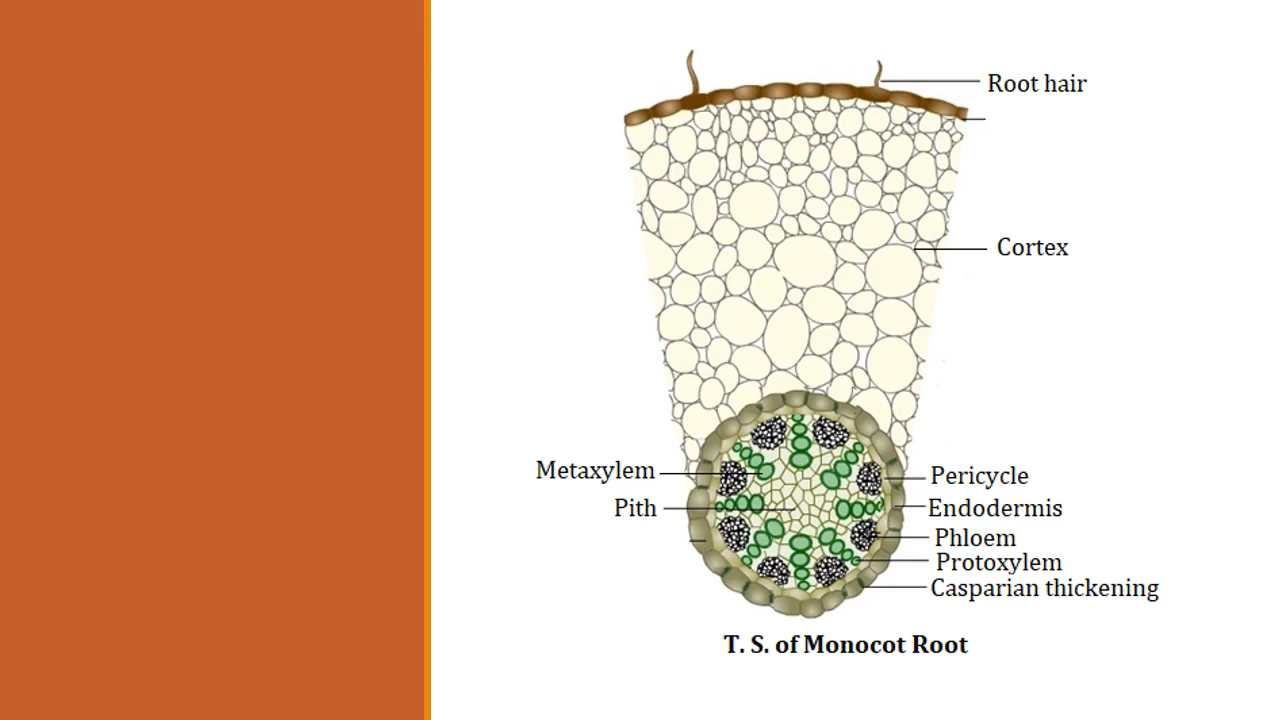 Root hair
Cortex
Metaxylem
Pith
Pericycle
Endodermis
Phloem
Protoxylem
Casparian thickening
T. S. of Monocot Root